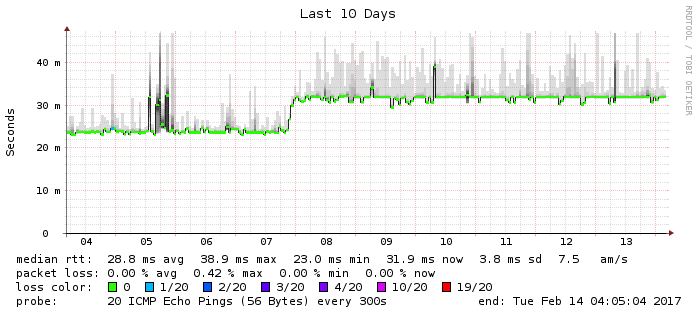 Last 10 Days
RRDTOOL / TOBI OETIKER
Seconds
40 m
30 m
20 m
10 m
0
04 05 06 07 08 09 10 11 12 13
median rtt: 28.8 ms avg 38.9 ms max 23.0 ms min 31.9 ms now 3.8 ms sd 7.5 am/s
packet loss: 0.00 % avg 0.42 % max 0.00 % min 0.00 % now
loss color: 0 1/20 2/20 3/20 4/20 10/20 19/20
probe: 20 ICMP Echo Pings (56 Bytes) every 300s end: Tue Feb 14 04:05:04 2017